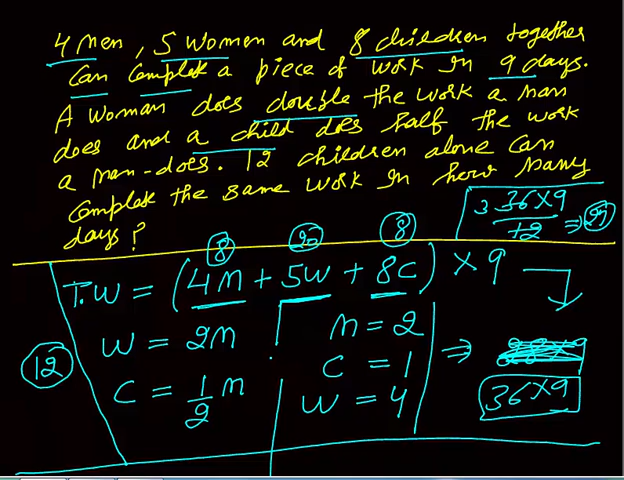 4 Men, 5 Women and 8 children together
Can Complet a piece of work in 9 days.
A Woman does double the work a man
does and a child does half the work
a man-does. 12 children alone can
Complet the same work in how many
days?
3 36×9
12 ⇒ 27
8 20 8
T.W = (4M + 5W + 8C) × 9
W = 2M
M = 2
C = 1
12
C = 1/2 M
W = 4
⇒ 36×9